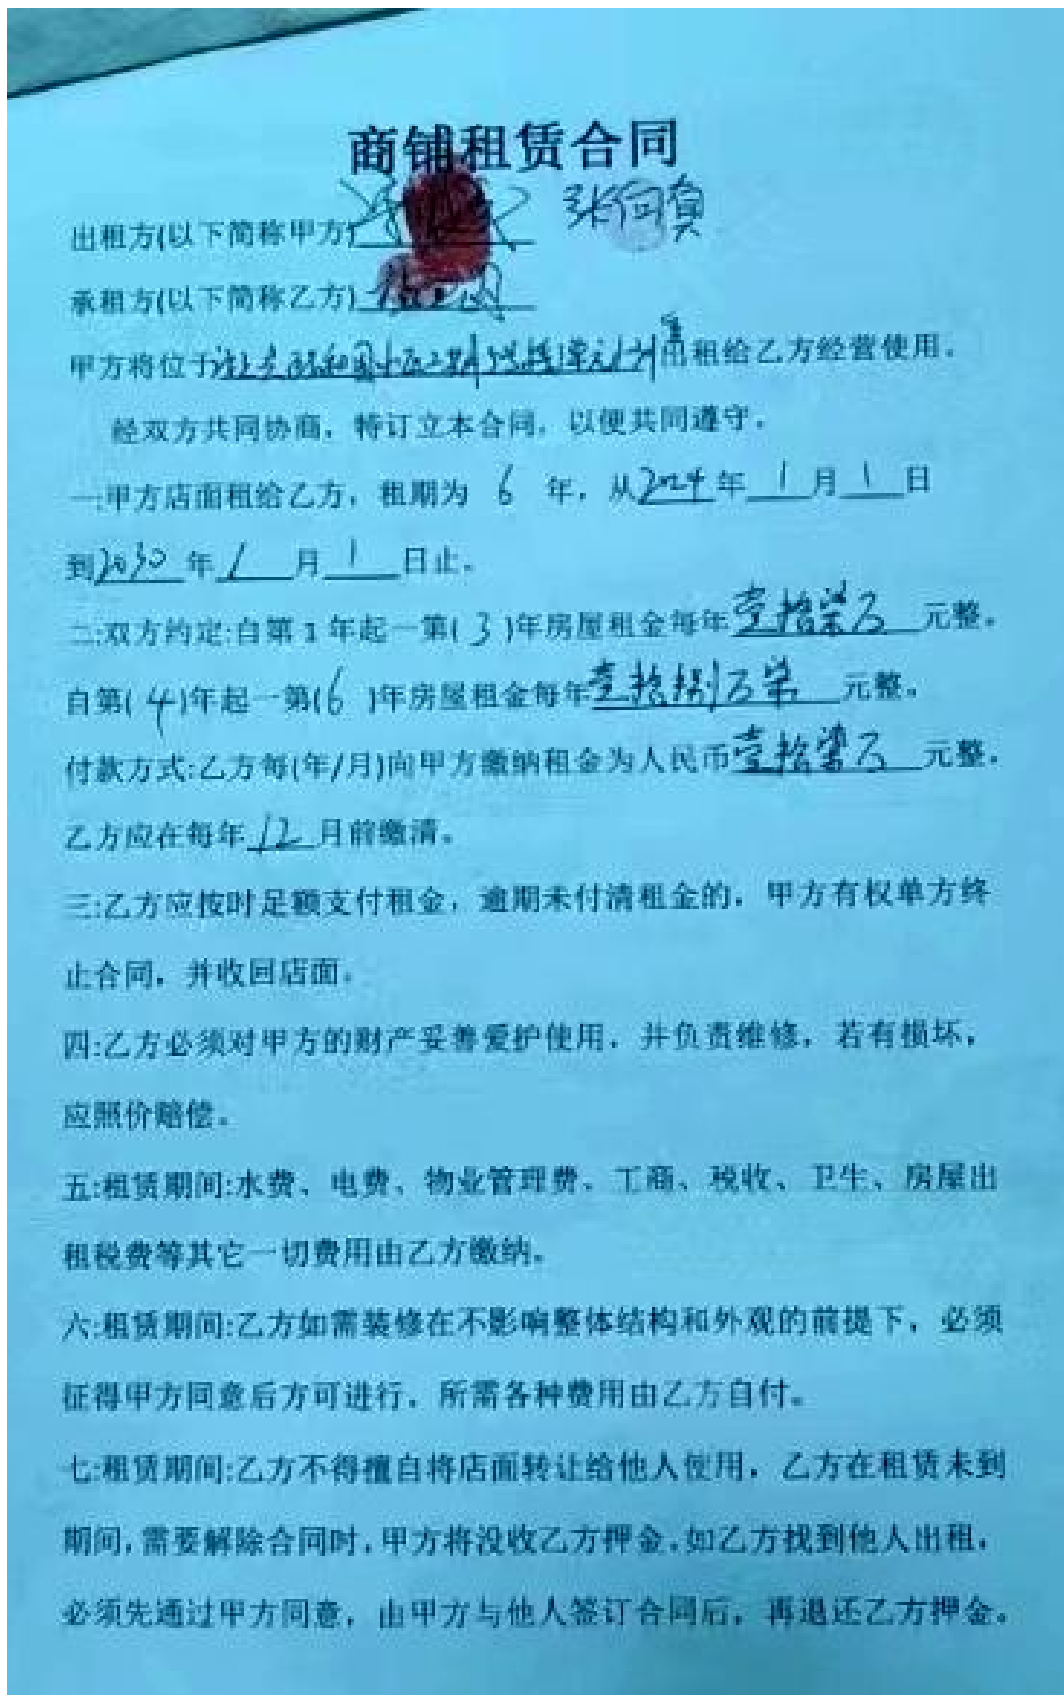 商铺租赁合同
出租方(以下简称甲方)
承租方(以下简称乙方)
甲方将位于 出租给乙方经营使用。
经双方共同协商，特订立本合同，以便共同遵守。
一:甲方店面租给乙方，租期为 6 年，从2024年 1 月 1 日
到2030年 1 月 1 日止。
二:双方约定:自第1年起一第( 3 )年房屋租金每年壹拾柒万元整。
自第( 4 )年起一第( 6 )年房屋租金每年壹拾捌万柒元整。
付款方式:乙方每(年/月)向甲方缴纳租金为人民币壹拾柒万元整。
乙方应在每年12月前缴清。
三:乙方应按时足额支付租金，逾期未付清租金的，甲方有权单方终
止合同，并收回店面。
四:乙方必须对甲方的财产妥善爱护使用，并负责维修，若有损坏，
应照价赔偿。
五:租赁期间:水费、电费、物业管理费、工商、税收、卫生、房屋出
租税费等其它一切费用由乙方缴纳。
六:租赁期间:乙方如需装修在不影响整体结构和外观的前提下，必须
征得甲方同意后方可进行，所需各种费用由乙方自付。
七:租赁期间:乙方不得擅自将店面转让给他人使用，乙方在租赁未到
期间,需要解除合同时,甲方将没收乙方押金,如乙方找到他人出租，
必须先通过甲方同意，由甲方与他人签订合同后，再退还乙方押金。